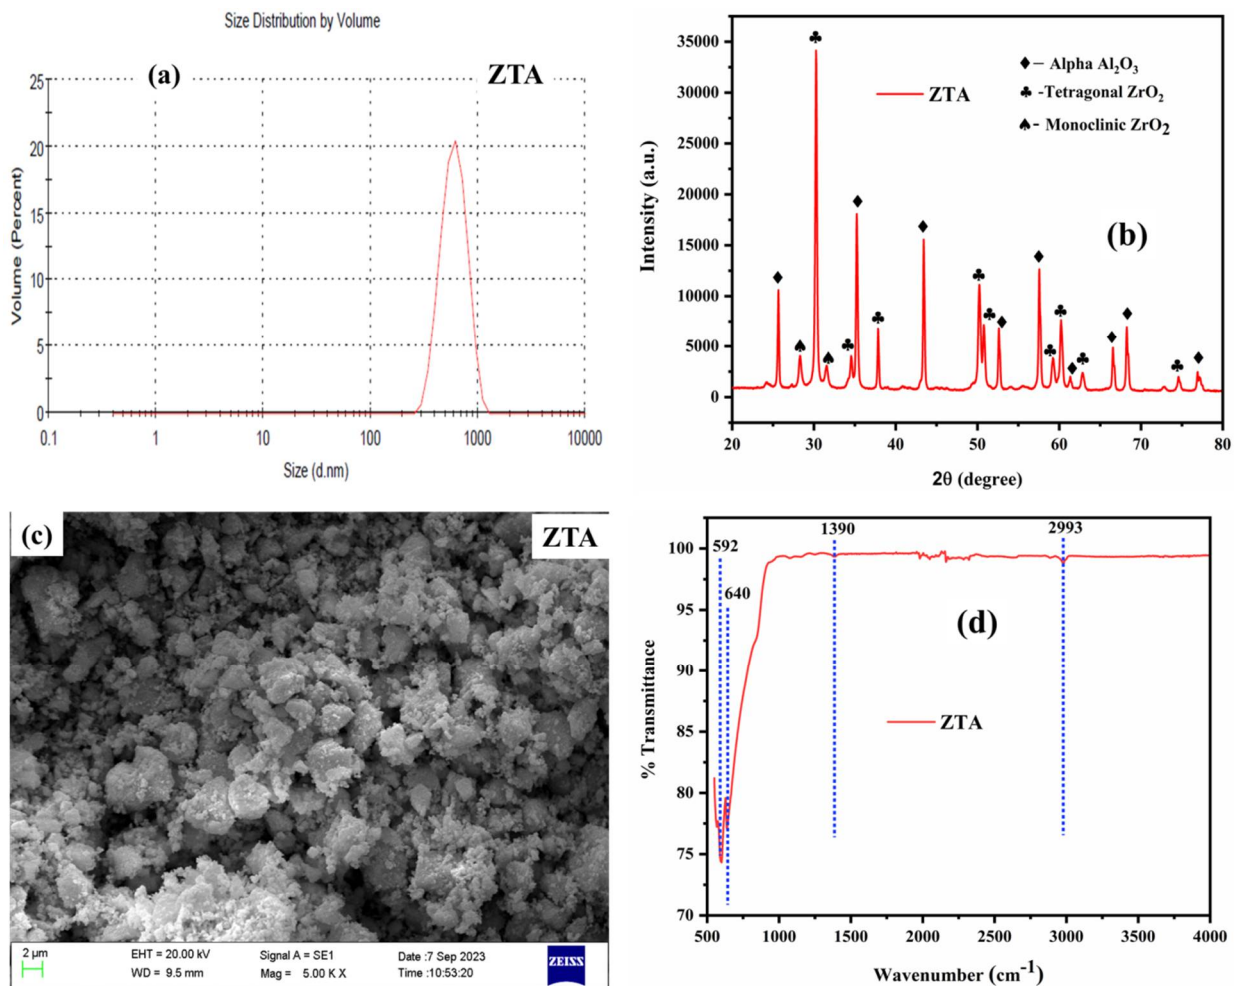 Size Distribution by Volume
(a)
ZTA
25
20
15
10
5
0
Volume (Percent)
0.1
1
10
100
1000
10000
Size (d.nm)
35000
30000
25000
20000
15000
10000
5000
0
Intensity (a.u.)
ZTA
♦– Alpha Al₂O₃
♣ -Tetragonal ZrO₂
♠- Monoclinic ZrO₂
(b)
20
30
40
50
60
70
80
2θ (degree)
(c)
ZTA
2 µm
EHT = 20.00 kV
Signal A = SE1
Date :7 Sep 2023
WD = 9.5 mm
Mag = 5.00 K X
Time :10:53:20
ZEISS
592
640
1390
2993
100
95
90
85
80
75
70
% Transmittance
(d)
ZTA
500
1000
1500
2000
2500
3000
3500
4000
Wavenumber (cm⁻¹)